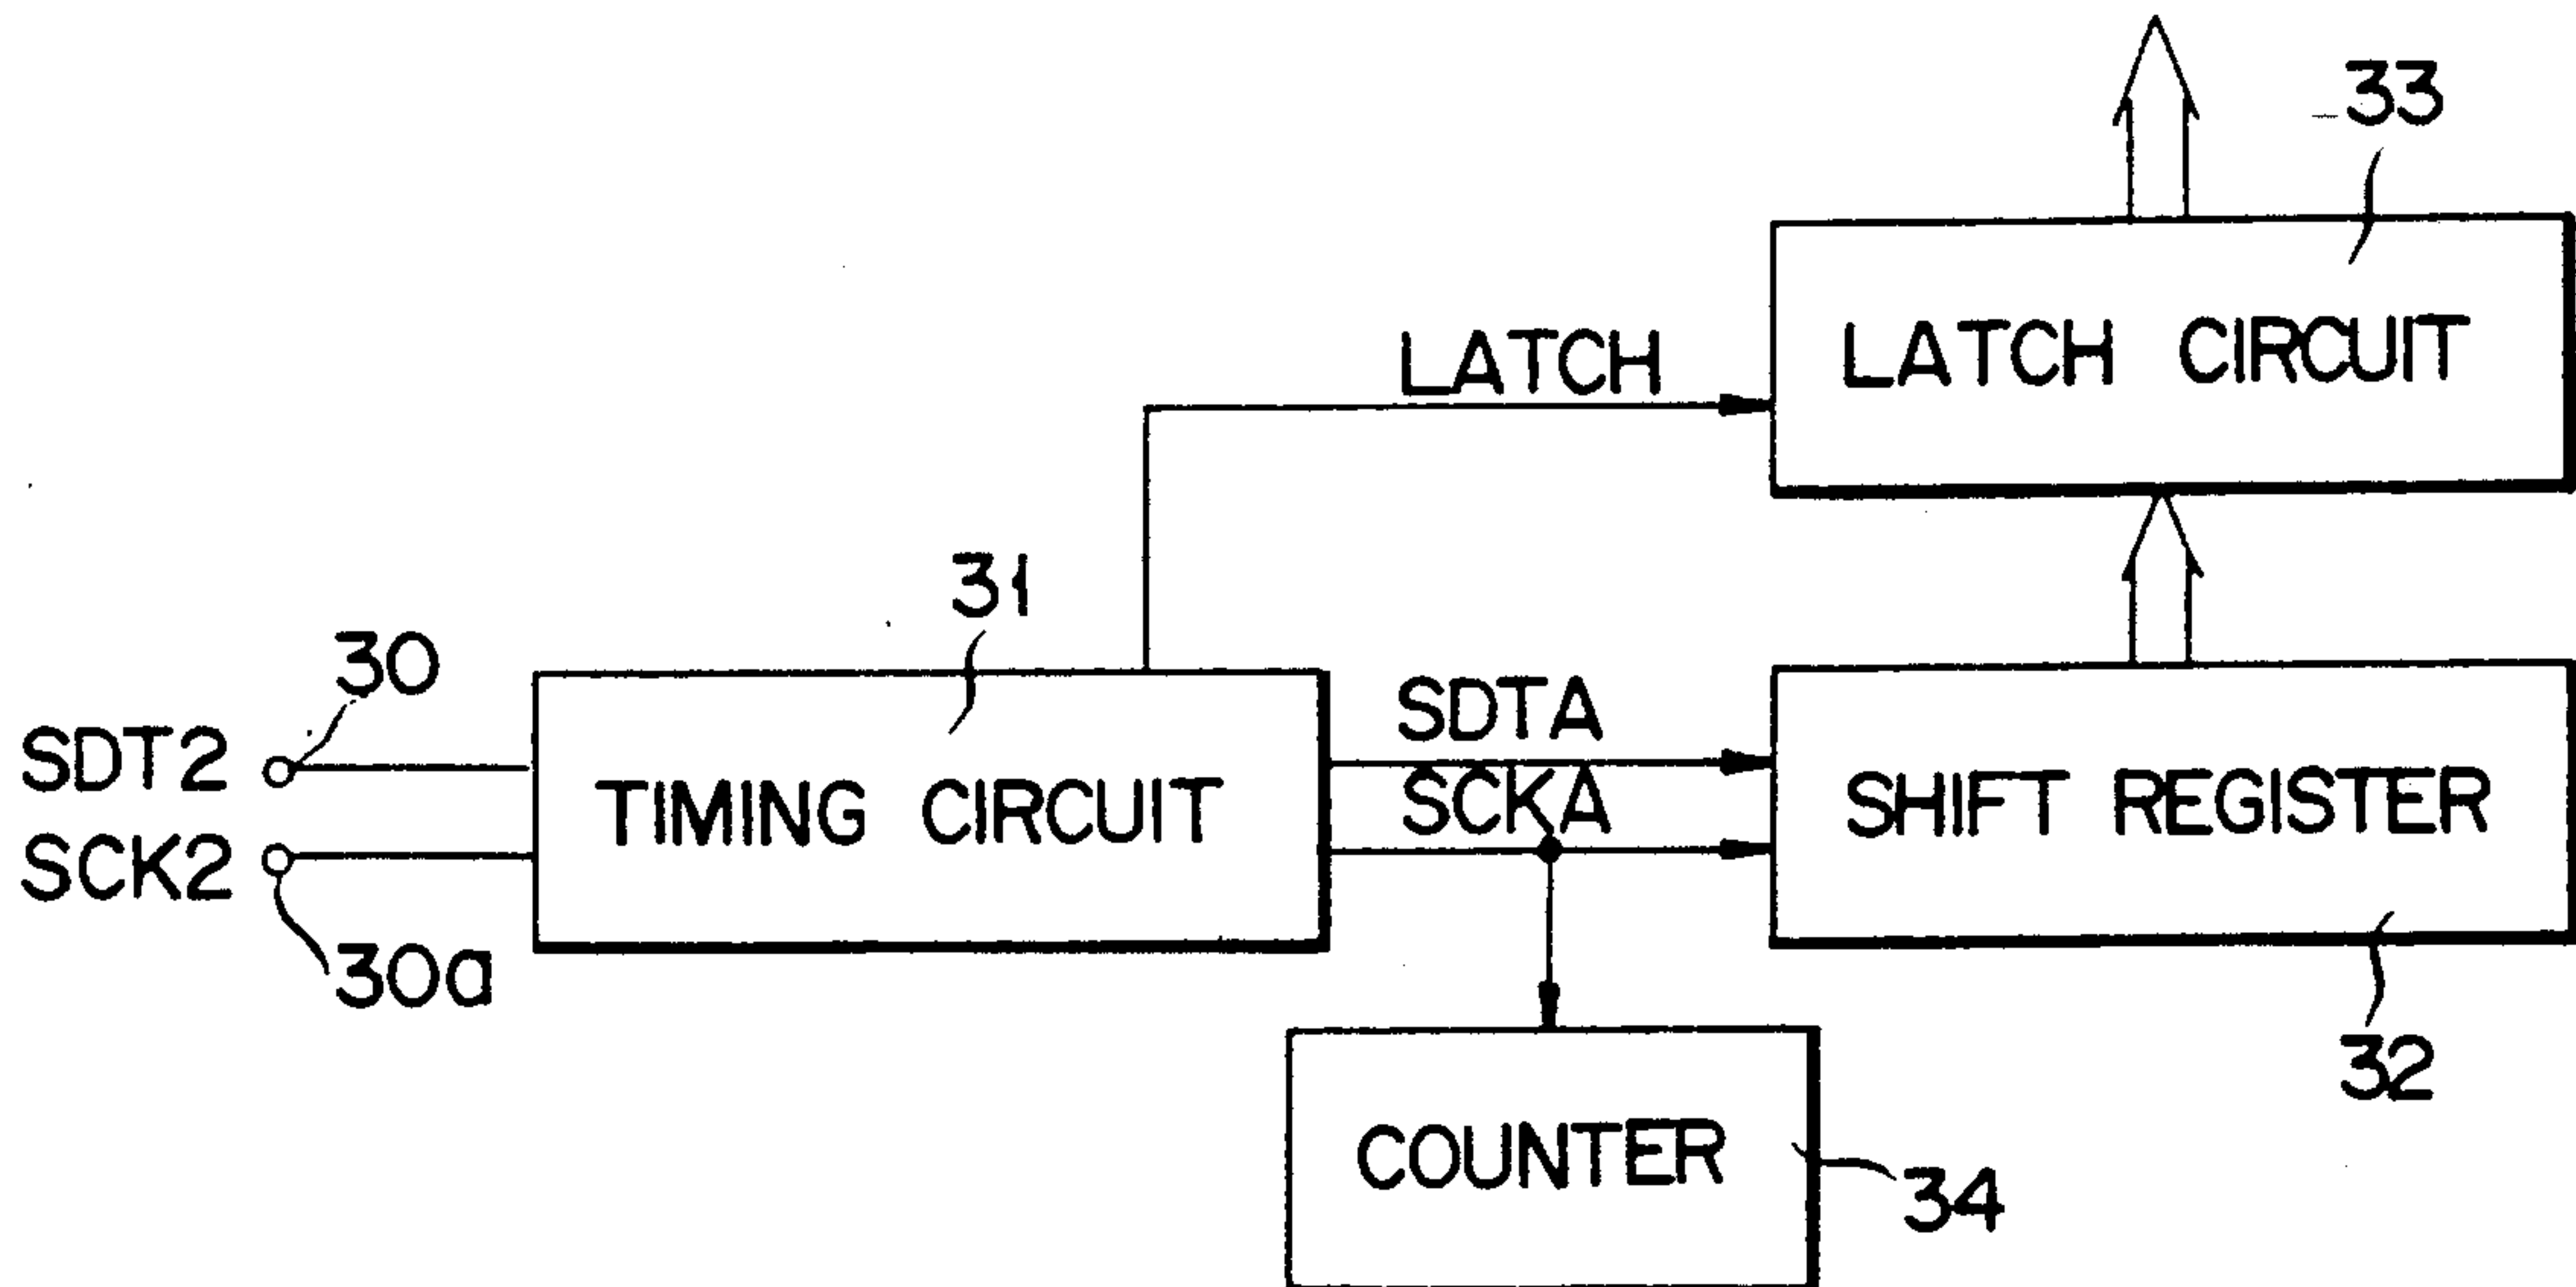 33
LATCH CIRCUIT
LATCH
31
30
SDT2
SCK2
30a
TIMING CIRCUIT
SDTA
SCKA
SHIFT REGISTER
32
COUNTER
34